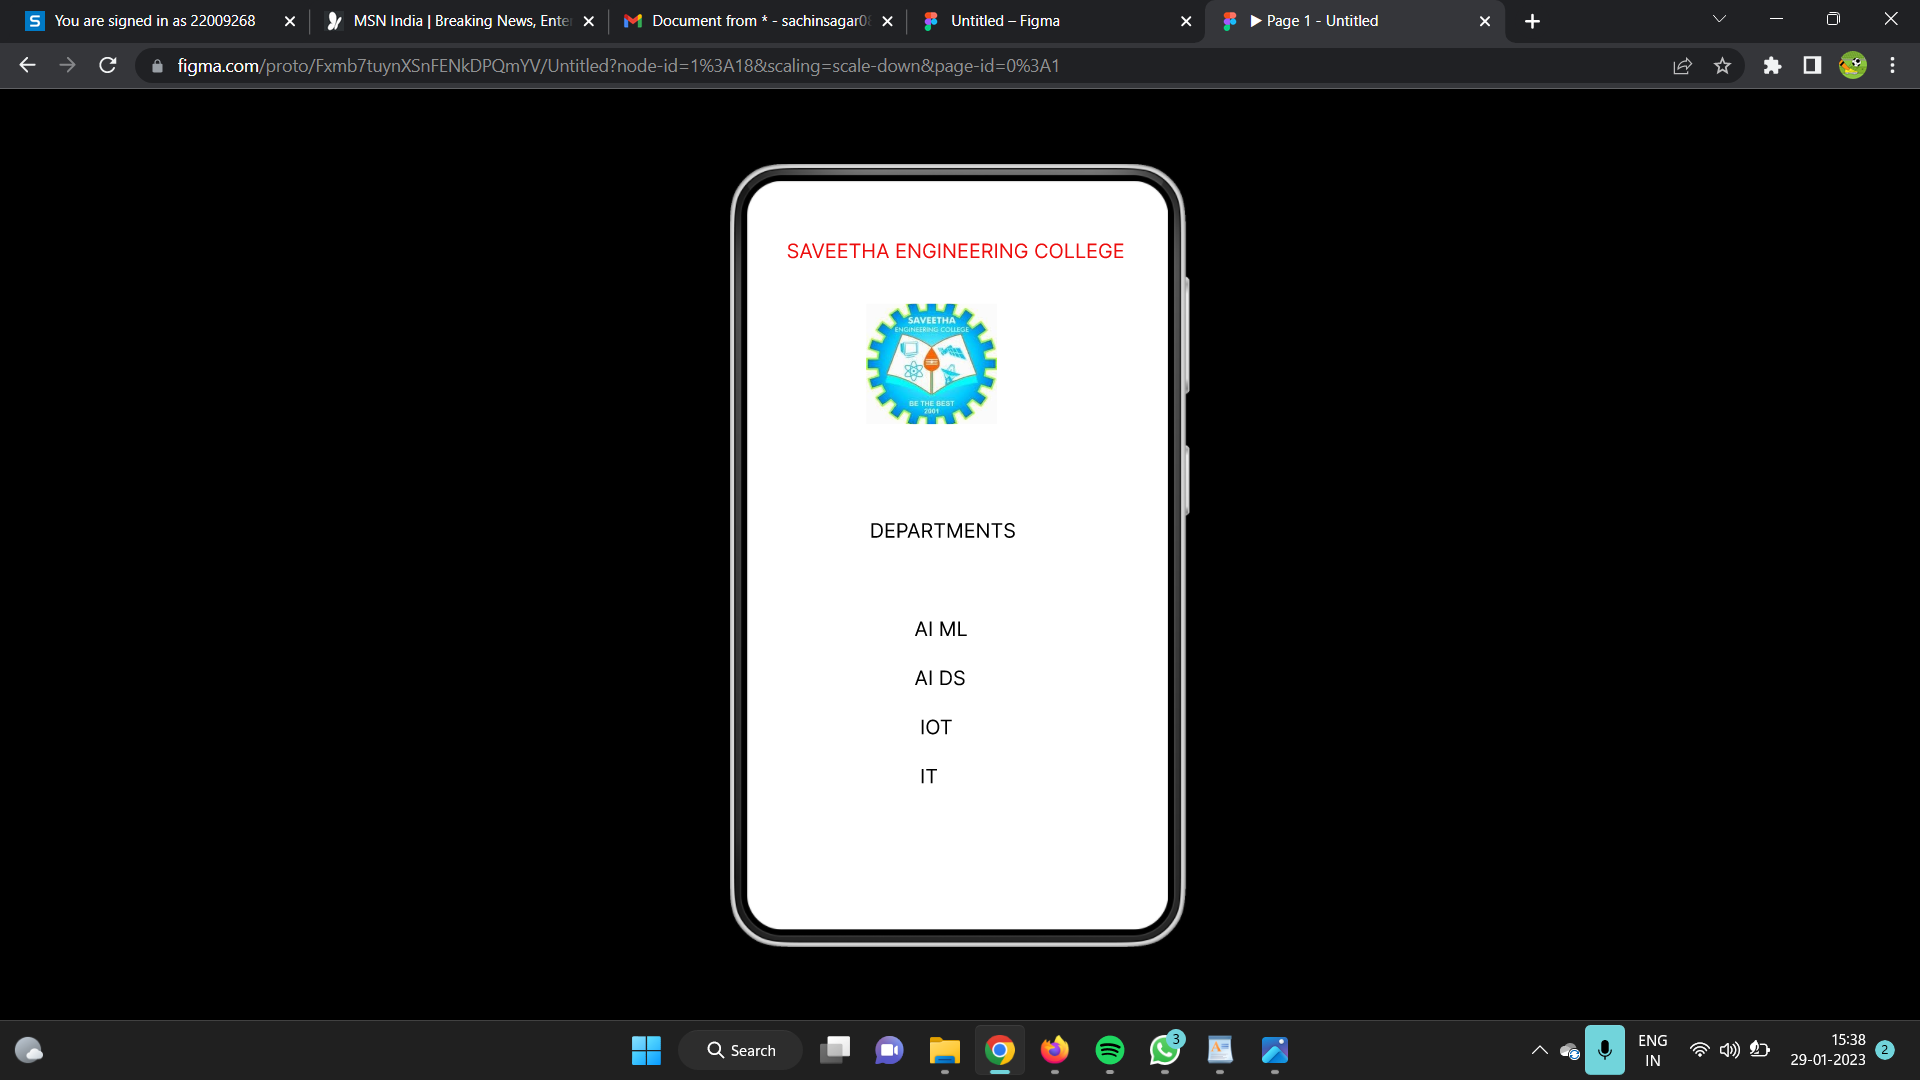 You are signed in as 22009268
MSN India | Breaking News, Enter
Document from * - sachinsagar08
Untitled – Figma
Page 1 - Untitled
figma.com/proto/Fxmb7tuynXSnFENkDPQmYV/Untitled?node-id=1%3A18&scaling=scale-down&page-id=0%3A1
SAVEETHA ENGINEERING COLLEGE
SAVEETHA
ENGINEERING COLLEGE
BE THE BEST
2001
DEPARTMENTS
AI ML
AI DS
IOT
IT
Search
3
ENG
IN
15:38
29-01-2023
2